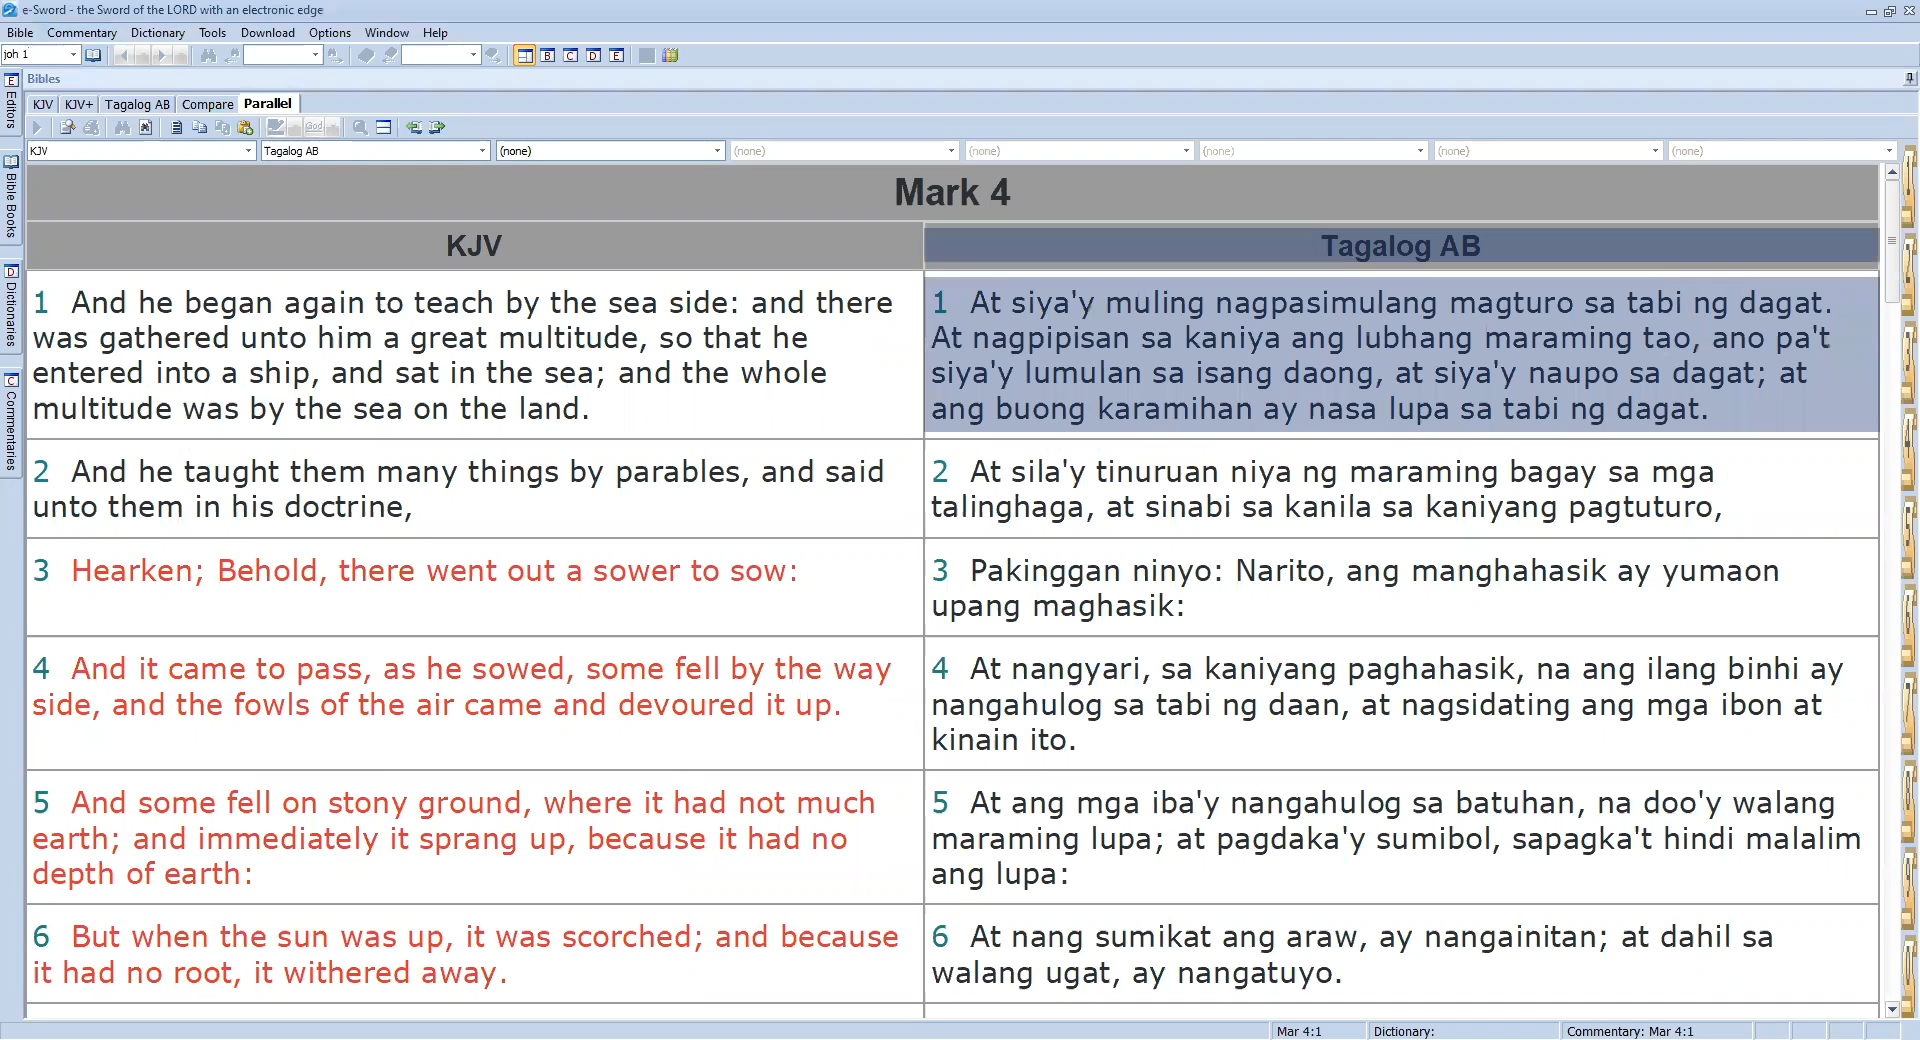 e-Sword - the Sword of the LORD with an electronic edge
Bible Commentary Dictionary Tools Download Options Window Help
joh 1
B C D E
Bibles
KJV KJV+ Tagalog AB Compare Parallel
God
KJV Tagalog AB (none) (none) (none) (none) (none) (none)
E Editors
Bible Books
D Dictionaries
C Commentaries
Mark 4
KJV
1 And he began again to teach by the sea side: and there
was gathered unto him a great multitude, so that he
entered into a ship, and sat in the sea; and the whole
multitude was by the sea on the land.
2 And he taught them many things by parables, and said
unto them in his doctrine,
3 Hearken; Behold, there went out a sower to sow:
4 And it came to pass, as he sowed, some fell by the way
side, and the fowls of the air came and devoured it up.
5 And some fell on stony ground, where it had not much
earth; and immediately it sprang up, because it had no
depth of earth:
6 But when the sun was up, it was scorched; and because
it had no root, it withered away.
Tagalog AB
1 At siya'y muling nagpasimulang magturo sa tabi ng dagat.
At nagpipisan sa kaniya ang lubhang maraming tao, ano pa't
siya'y lumulan sa isang daong, at siya'y naupo sa dagat; at
ang buong karamihan ay nasa lupa sa tabi ng dagat.
2 At sila'y tinuruan niya ng maraming bagay sa mga
talinghaga, at sinabi sa kanila sa kaniyang pagtuturo,
3 Pakinggan ninyo: Narito, ang manghahasik ay yumaon
upang maghasik:
4 At nangyari, sa kaniyang paghahasik, na ang ilang binhi ay
nangahulog sa tabi ng daan, at nagsidating ang mga ibon at
kinain ito.
5 At ang mga iba'y nangahulog sa batuhan, na doo'y walang
maraming lupa; at pagdaka'y sumibol, sapagka't hindi malalim
ang lupa:
6 At nang sumikat ang araw, ay nangainitan; at dahil sa
walang ugat, ay nangatuyo.
Mar 4:1 Dictionary: Commentary: Mar 4:1